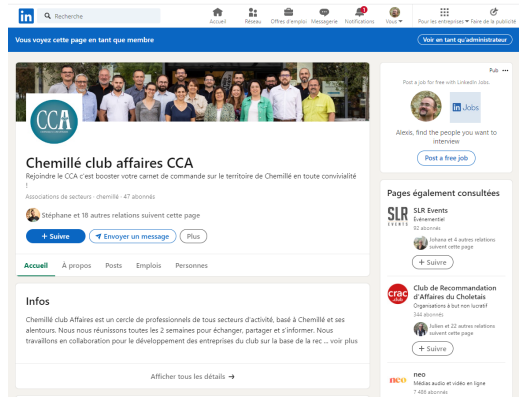 in
Recherche
Accueil
Réseau
Offres d'emploi
Messagerie
Notifications
Vous
Pour les entreprises
Faire de la publicité
Vous voyez cette page en tant que membre
Voir en tant qu'administrateur
CCA
Chemillé club affaires CCA
Rejoindre le CCA c'est booster votre carnet de commande sur le territoire de Chemillé en toute convivialité
!
Associations de secteurs · chemillé · 47 abonnés
Stéphane et 18 autres relations suivent cette page
+ Suivre
Envoyer un message
Plus
Accueil
À propos
Posts
Emplois
Personnes
Infos
Chemillé club Affaires est un cercle de professionnels de tous secteurs d'activité, basé à Chemillé et ses
alentours. Nous nous réunissons toutes les 2 semaines pour échanger, partager et s'informer. Nous
travaillons en collaboration pour le développement des entreprises du club sur la base de la rec ... voir plus
Afficher tous les détails →
Pub ···
Post a job for free with LinkedIn Jobs.
in Jobs
Alexis, find the people you want to
interview
Post a free job
Pages également consultées
SLR
EVENTS
SLR Events
Evénementiel
82 abonnés
Johana et 4 autres relations
suivent cette page
+ Suivre
crac
.club
Club de Recommandation
d'Affaires du Choletais
Organisations à but non lucratif
344 abonnés
Julien et 22 autres relations
suivent cette page
+ Suivre
neo
neo
Médias audio et vidéo en ligne
7 486 abonnés